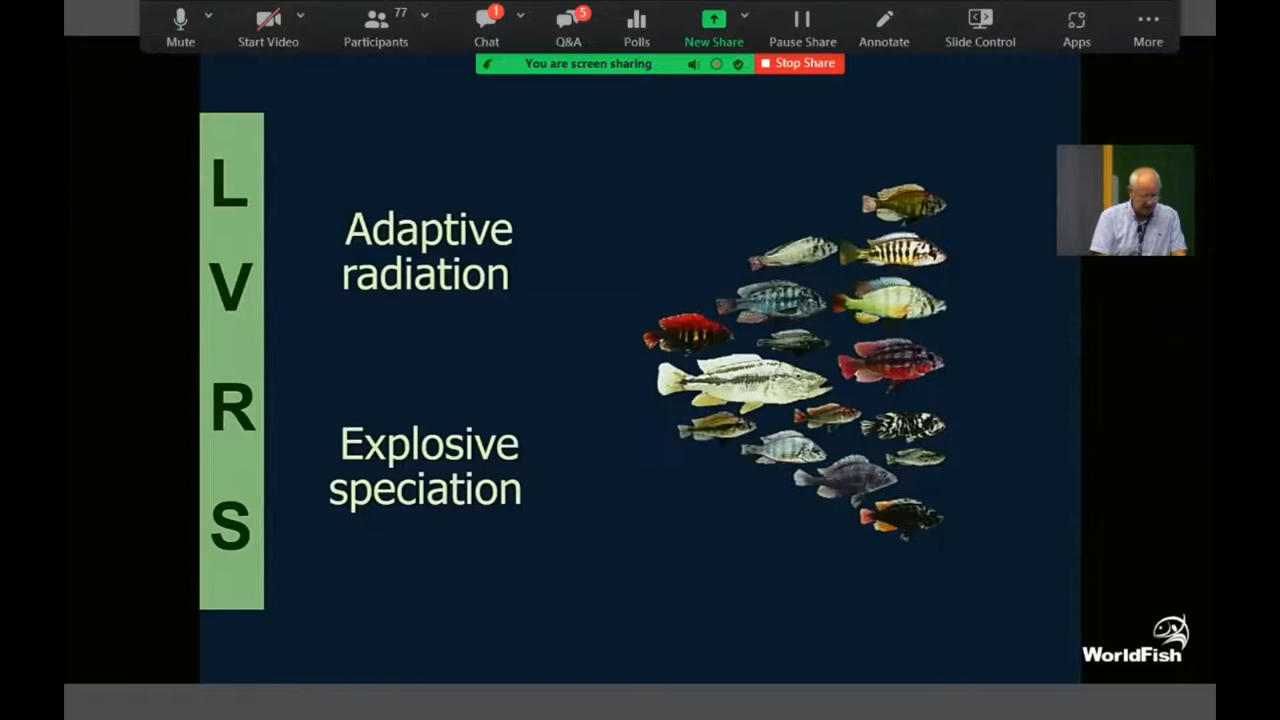 77
1
5
Mute
Start Video
Participants
Chat
Q&A
Polls
New Share
Pause Share
Annotate
Slide Control
Apps
More
You are screen sharing
Stop Share
L
V
R
S
Adaptive
radiation
Explosive
speciation
WorldFish